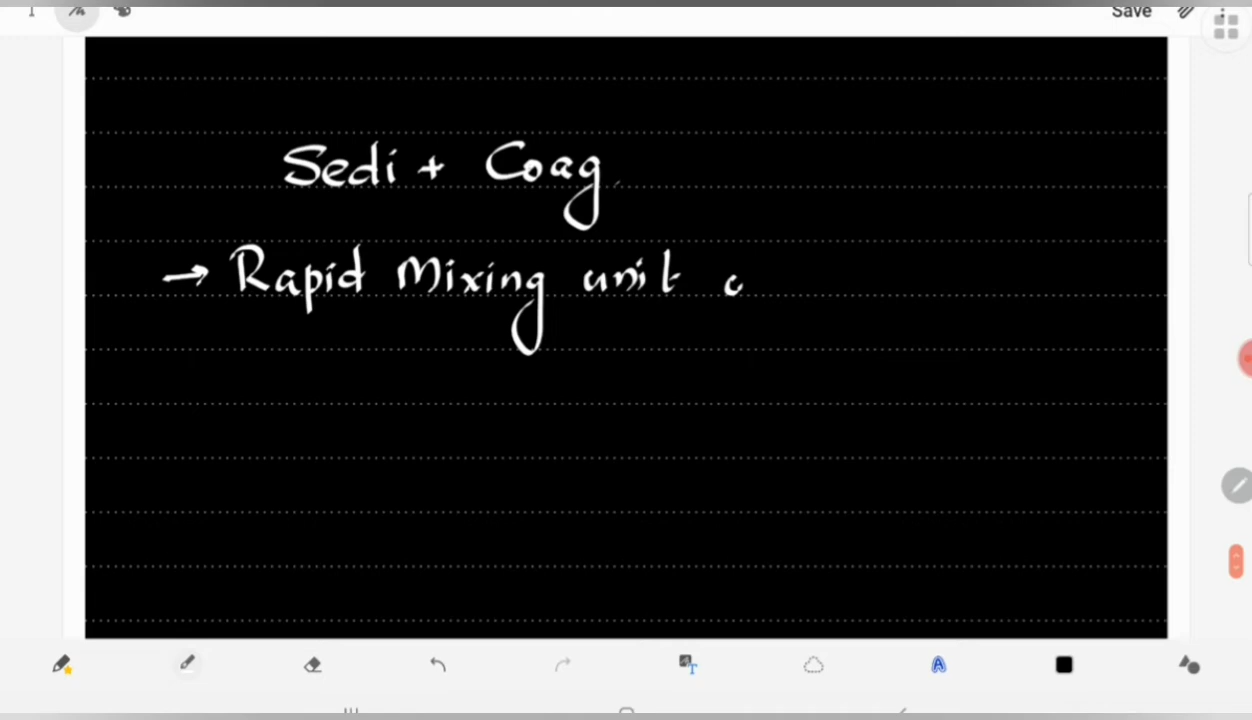 Save
Sedi + Coag
→ Rapid Mixing unit